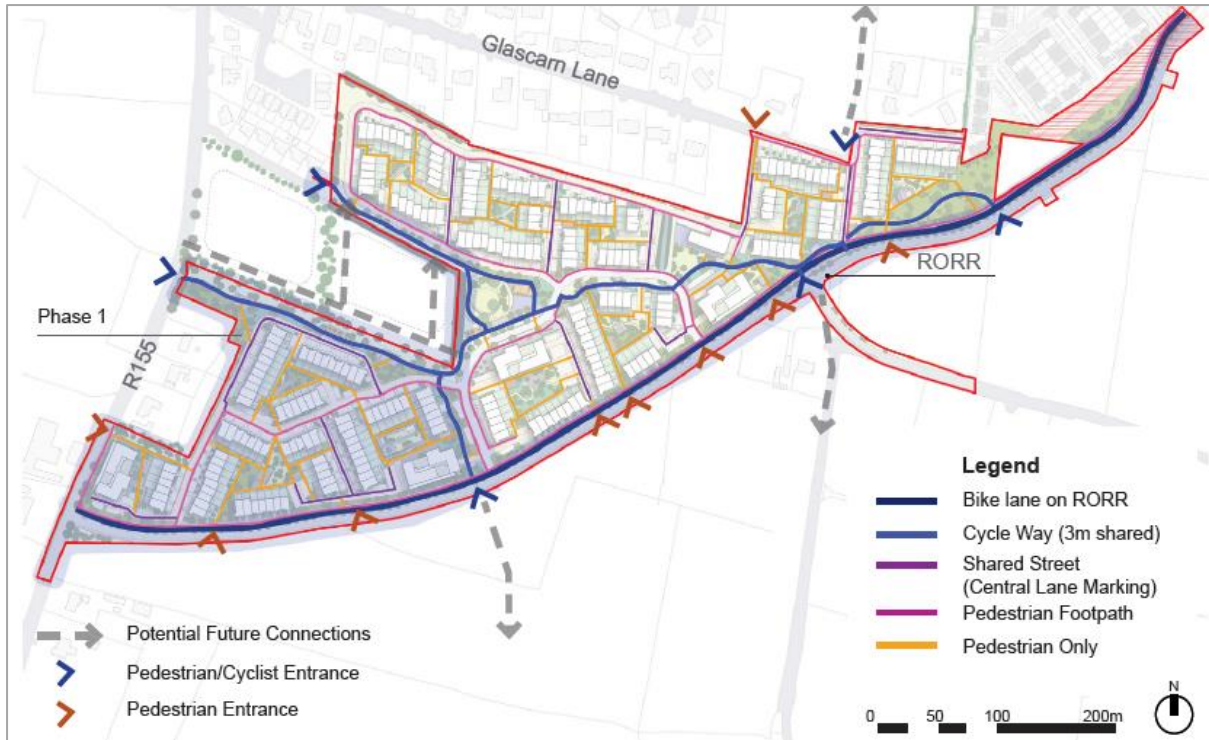 Glascarn Lane
RORR
Phase 1
R155
Legend
Bike lane on RORR
Cycle Way (3m shared)
Shared Street
(Central Lane Marking)
Pedestrian Footpath
Pedestrian Only
Potential Future Connections
Pedestrian/Cyclist Entrance
Pedestrian Entrance
N
0 50 100 200m